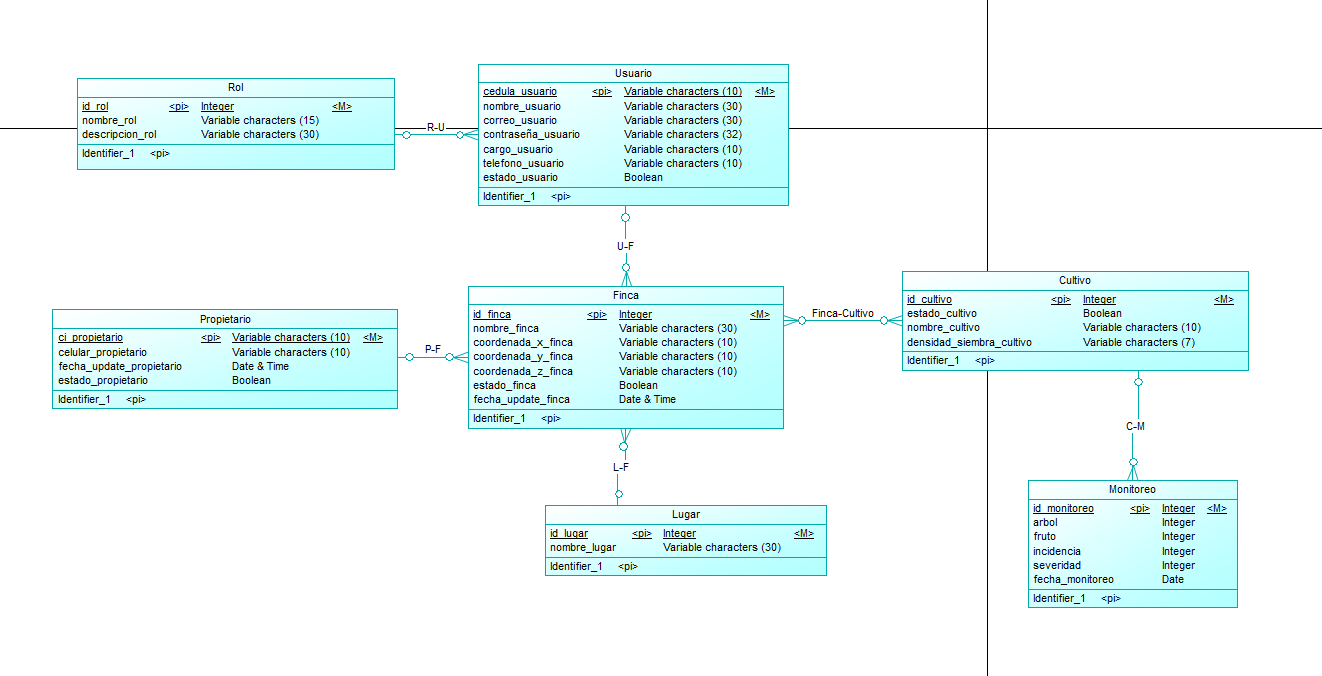 Rol
id_rol <pi> Integer <M>
nombre_rol Variable characters (15)
descripcion_rol Variable characters (30)
Identifier_1 <pi>
R-U
Usuario
cedula_usuario <pi> Variable characters (10) <M>
nombre_usuario Variable characters (30)
correo_usuario Variable characters (30)
contraseña_usuario Variable characters (32)
cargo_usuario Variable characters (10)
telefono_usuario Variable characters (10)
estado_usuario Boolean
Identifier_1 <pi>
U-F
Propietario
ci_propietario <pi> Variable characters (10) <M>
celular_propietario Variable characters (10)
fecha_update_propietario Date & Time
estado_propietario Boolean
Identifier_1 <pi>
P-F
Finca
id_finca <pi> Integer <M>
nombre_finca Variable characters (30)
coordenada_x_finca Variable characters (10)
coordenada_y_finca Variable characters (10)
coordenada_z_finca Variable characters (10)
estado_finca Boolean
fecha_update_finca Date & Time
Identifier_1 <pi>
Finca-Cultivo
Cultivo
id_cultivo <pi> Integer <M>
estado_cultivo Boolean
nombre_cultivo Variable characters (10)
densidad_siembra_cultivo Variable characters (7)
Identifier_1 <pi>
L-F
C-M
Lugar
id_lugar <pi> Integer <M>
nombre_lugar Variable characters (30)
Identifier_1 <pi>
Monitoreo
id_monitoreo <pi> Integer <M>
arbol Integer
fruto Integer
incidencia Integer
severidad Integer
fecha_monitoreo Date
Identifier_1 <pi>